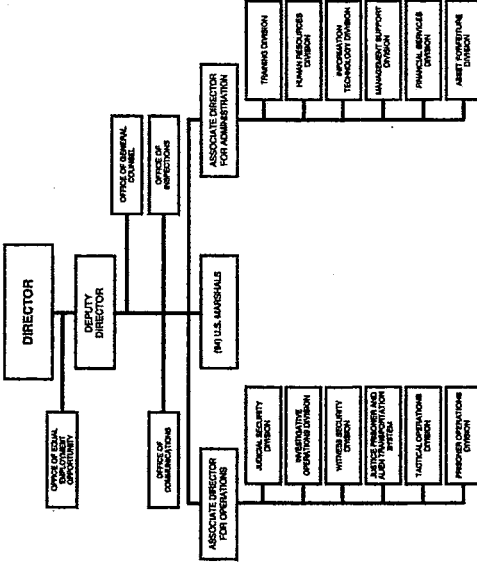 DIRECTOR
OFFICE OF EQUAL
EMPLOYMENT
OPPORTUNITY
DEPUTY
DIRECTOR
OFFICE OF GENERAL
COUNSEL
OFFICE OF
COMMUNICATIONS
OFFICE OF
INSPECTIONS
ASSOCIATE DIRECTOR
FOR OPERATIONS
(94) U.S. MARSHALS
ASSOCIATE DIRECTOR
FOR ADMINISTRATION
JUDICIAL SECURITY
DIVISION
INVESTIGATIVE
OPERATIONS DIVISION
WITNESS SECURITY
DIVISION
JUSTICE PRISONER AND
ALIEN TRANSPORTATION
SYSTEM
TACTICAL OPERATIONS
DIVISION
PRISONER OPERATIONS
DIVISION
TRAINING DIVISION
HUMAN RESOURCES
DIVISION
INFORMATION
TECHNOLOGY DIVISION
MANAGEMENT SUPPORT
DIVISION
FINANCIAL SERVICES
DIVISION
ASSET FORFEITURE
DIVISION